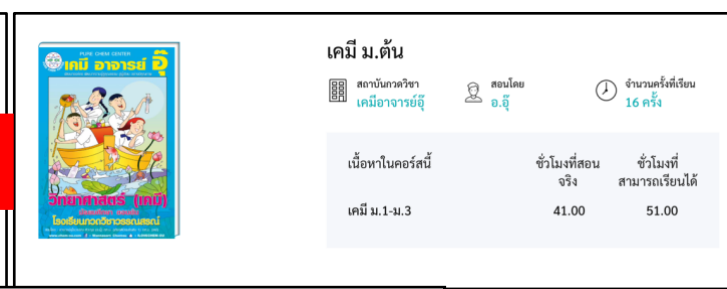 PURE CHEM CENTER
เคมี อาจารย์ อุ๊
วิทยาศาสตร์ (เคมี)
โรงเรียนกวดวิชาวรรณสรณ์
เคมี ม.ต้น
สถาบันกวดวิชา
เคมีอาจารย์อุ๊
สอนโดย
อ.อุ๊
จำนวนครั้งที่เรียน
16 ครั้ง
เนื้อหาในคอร์สนี้
ชั่วโมงที่สอนจริง
ชั่วโมงที่สามารถเรียนได้
เคมี ม.1-ม.3
41.00
51.00